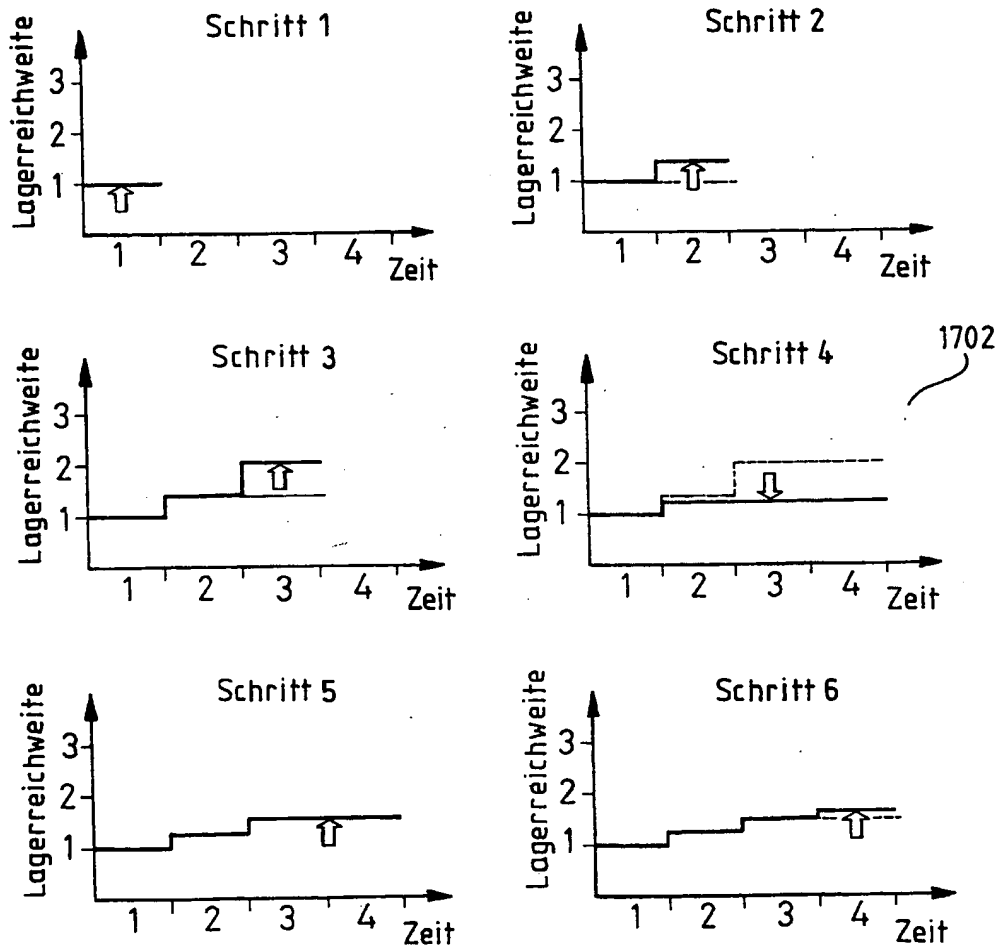 Schritt 1
Lagerreichweite
3
2
1
1 2 3 4
Zeit
Schritt 2
Lagerreichweite
3
2
1
1 2 3 4
Zeit
Schritt 3
Lagerreichweite
3
2
1
1 2 3 4
Zeit
Schritt 4
1702
Lagerreichweite
3
2
1
1 2 3 4
Zeit
Schritt 5
Lagerreichweite
3
2
1
1 2 3 4
Zeit
Schritt 6
Lagerreichweite
3
2
1
1 2 3 4
Zeit